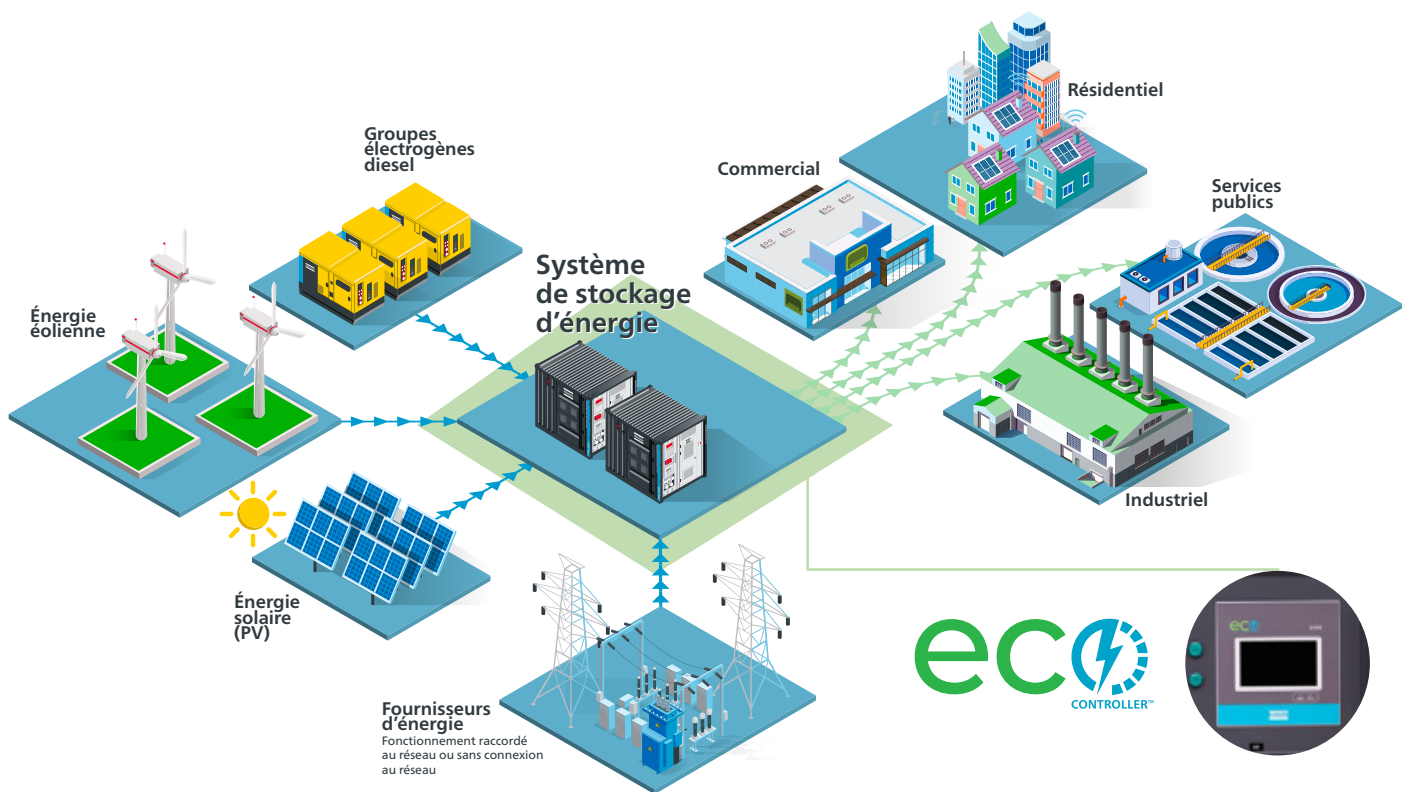 Résidentiel
Groupes
électrogènes
diesel
Commercial
Services
publics
Système
de stockage
d’énergie
Énergie
éolienne
Industriel
Énergie
solaire
(PV)
Fournisseurs
d’énergie
Fonctionnement raccordé
au réseau ou sans connexion
au réseau
eco
CONTROLLER™
eco